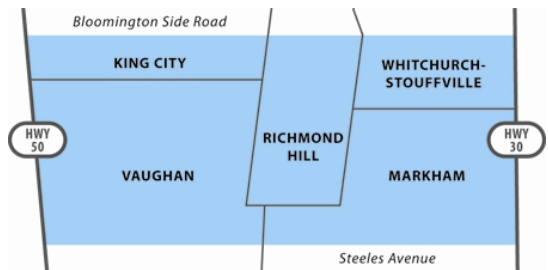 Bloomington Side Road
KING CITY
WHITCHURCH-
STOUFFVILLE
HWY
50
RICHMOND
HILL
HWY
30
VAUGHAN
MARKHAM
Steeles Avenue